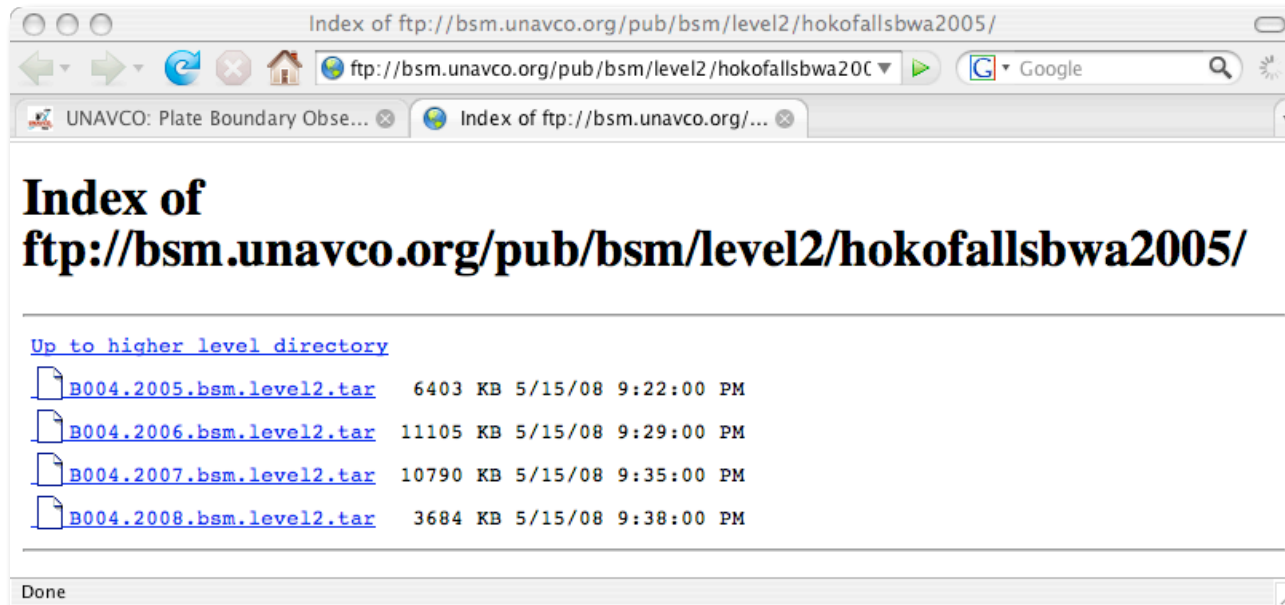 Index of ftp://bsm.unavco.org/pub/bsm/level2/hokofallsbwa2005/
ftp://bsm.unavco.org/pub/bsm/level2/hokofallsbwa20
G Google
UNAVCO: Plate Boundary Obse... Index of ftp://bsm.unavco.org/...
Index of
ftp://bsm.unavco.org/pub/bsm/level2/hokofallsbwa2005/
Up to higher level directory
B004.2005.bsm.level2.tar 6403 KB 5/15/08 9:22:00 PM
B004.2006.bsm.level2.tar 11105 KB 5/15/08 9:29:00 PM
B004.2007.bsm.level2.tar 10790 KB 5/15/08 9:35:00 PM
B004.2008.bsm.level2.tar 3684 KB 5/15/08 9:38:00 PM
Done